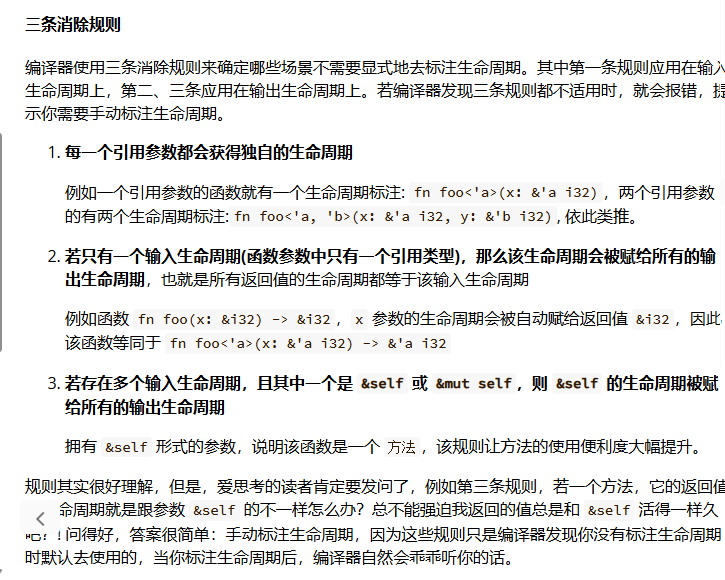 三条消除规则
编译器使用三条消除规则来确定哪些场景不需要显式地去标注生命周期。其中第一条规则应用在输入
生命周期上，第二、三条应用在输出生命周期上。若编译器发现三条规则都不适用时，就会报错，提
示你需要手动标注生命周期。
1. 每一个引用参数都会获得独自的生命周期
例如一个引用参数的函数就有一个生命周期标注: fn foo<'a>(x: &'a i32) ，两个引用参数
的有两个生命周期标注: fn foo<'a, 'b>(x: &'a i32, y: &'b i32) , 依此类推。
2. 若只有一个输入生命周期(函数参数中只有一个引用类型)，那么该生命周期会被赋给所有的输
出生命周期，也就是所有返回值的生命周期都等于该输入生命周期
例如函数 fn foo(x: &i32) -> &i32 ， x 参数的生命周期会被自动赋给返回值 &i32 ，因此
该函数等同于 fn foo<'a>(x: &'a i32) -> &'a i32
3. 若存在多个输入生命周期，且其中一个是 &self 或 &mut self ，则 &self 的生命周期被赋
给所有的输出生命周期
拥有 &self 形式的参数，说明该函数是一个 方法 ，该规则让方法的使用便利度大幅提升。
规则其实很好理解，但是，爱思考的读者肯定要发问了，例如第三条规则，若一个方法，它的返回值
命周期就是跟参数 &self 的不一样怎么办？总不能强迫我返回的值总是和 &self 活得一样久
吧？! 问得好，答案很简单：手动标注生命周期，因为这些规则只是编译器发现你没有标注生命周期
时默认去使用的，当你标注生命周期后，编译器自然会乖乖听你的话。